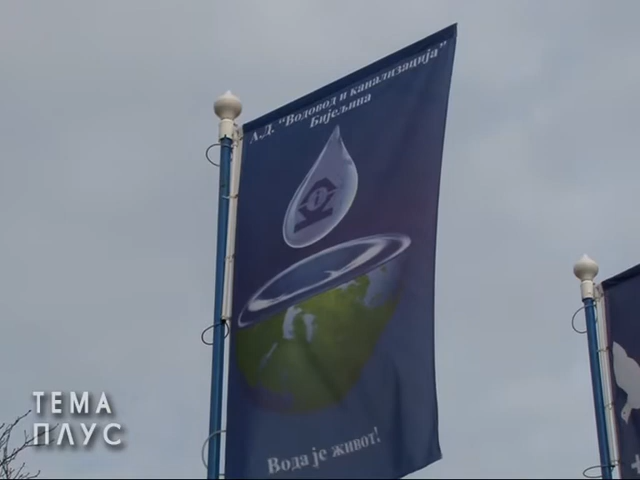 А.Д. "Водовод и канализација"
Бијељина
Вода је живот!
ТЕМА
ПЛУС